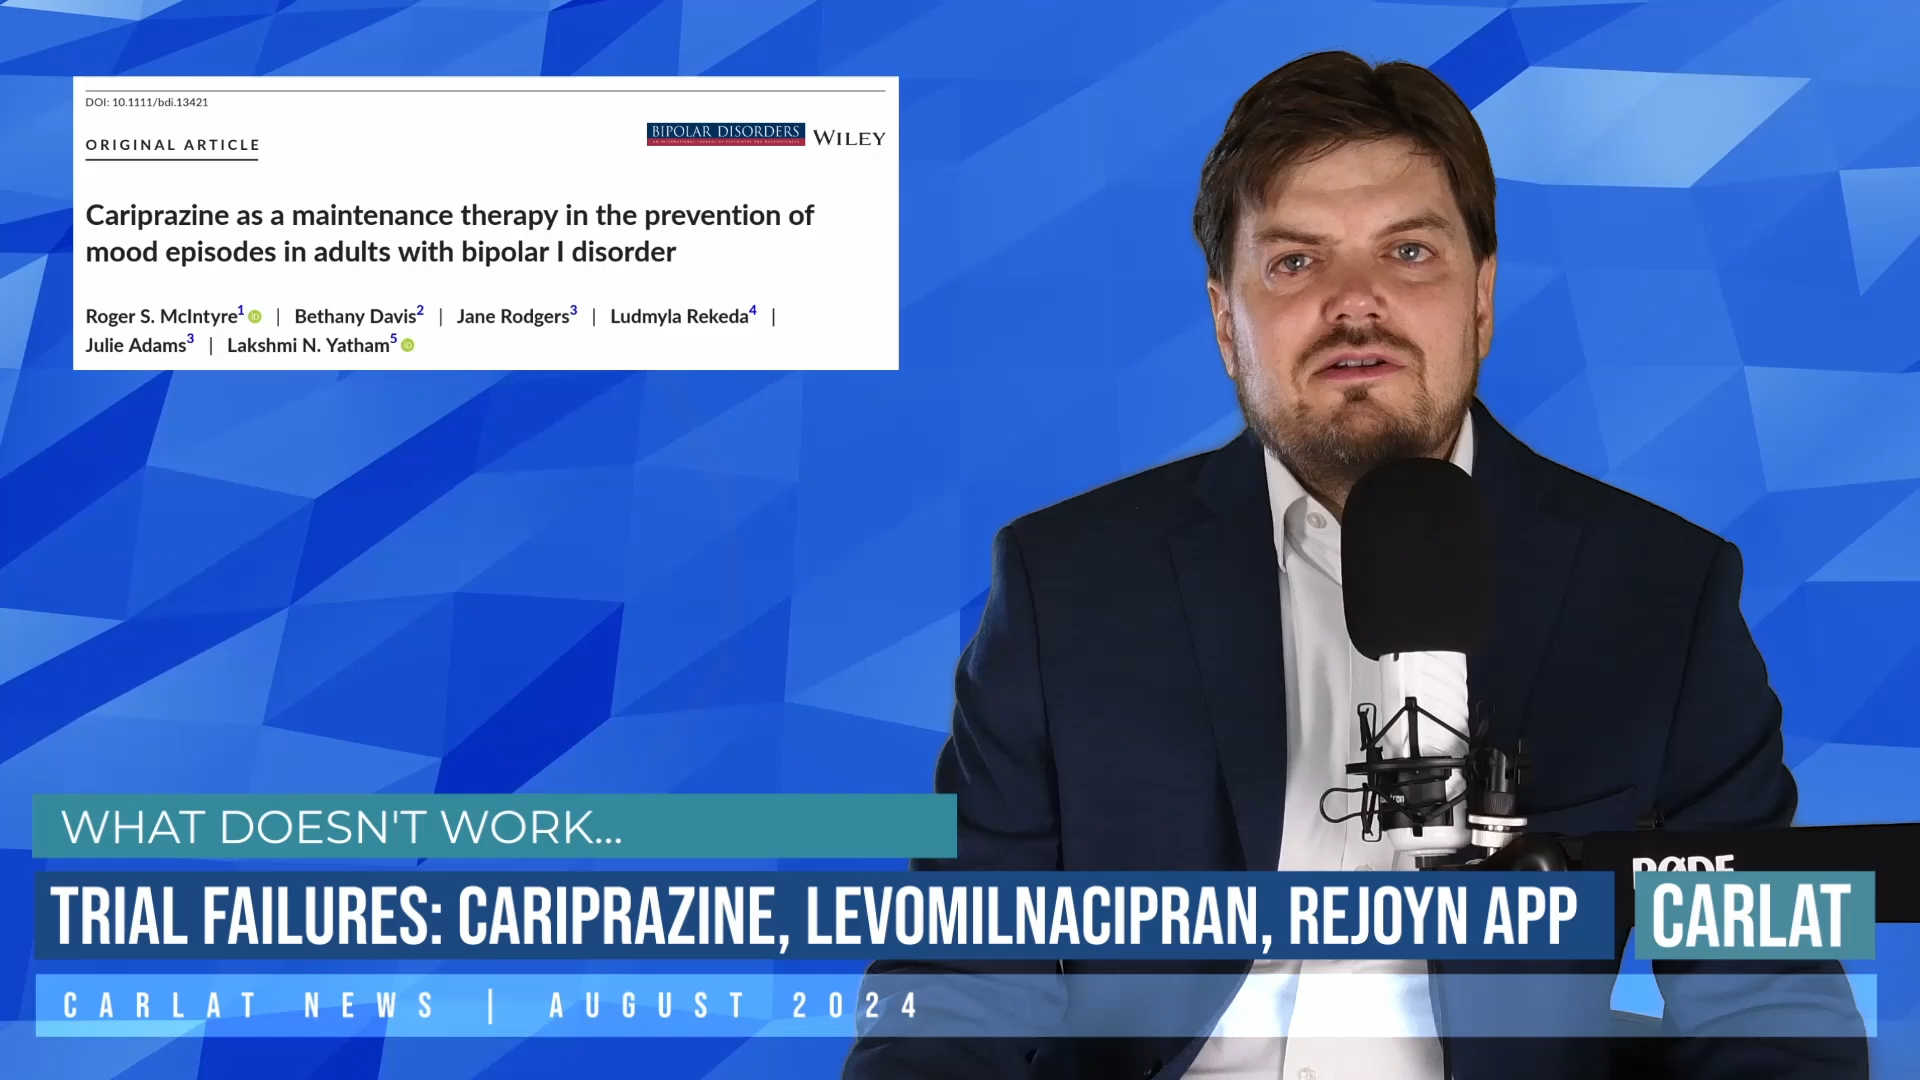 DOI: 10.1111/bdi.13421
ORIGINAL ARTICLE
BIPOLAR DISORDERS
WILEY
Cariprazine as a maintenance therapy in the prevention of
mood episodes in adults with bipolar I disorder
Roger S. McIntyre1 | Bethany Davis2 | Jane Rodgers3 | Ludmyla Rekeda4 |
Julie Adams3 | Lakshmi N. Yatham5
WHAT DOESN'T WORK...
TRIAL FAILURES: CARIPRAZINE, LEVOMILNACIPRAN, REJOYN APP
CARLAT
CARLAT NEWS | AUGUST 2024
RØDE